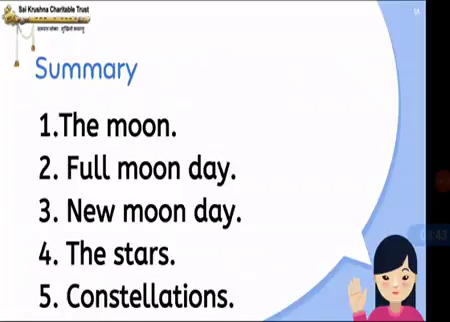 Sai Krushna Charitable Trust
Summary
1.The moon.
2. Full moon day.
3. New moon day.
4. The stars.
5. Constellations.